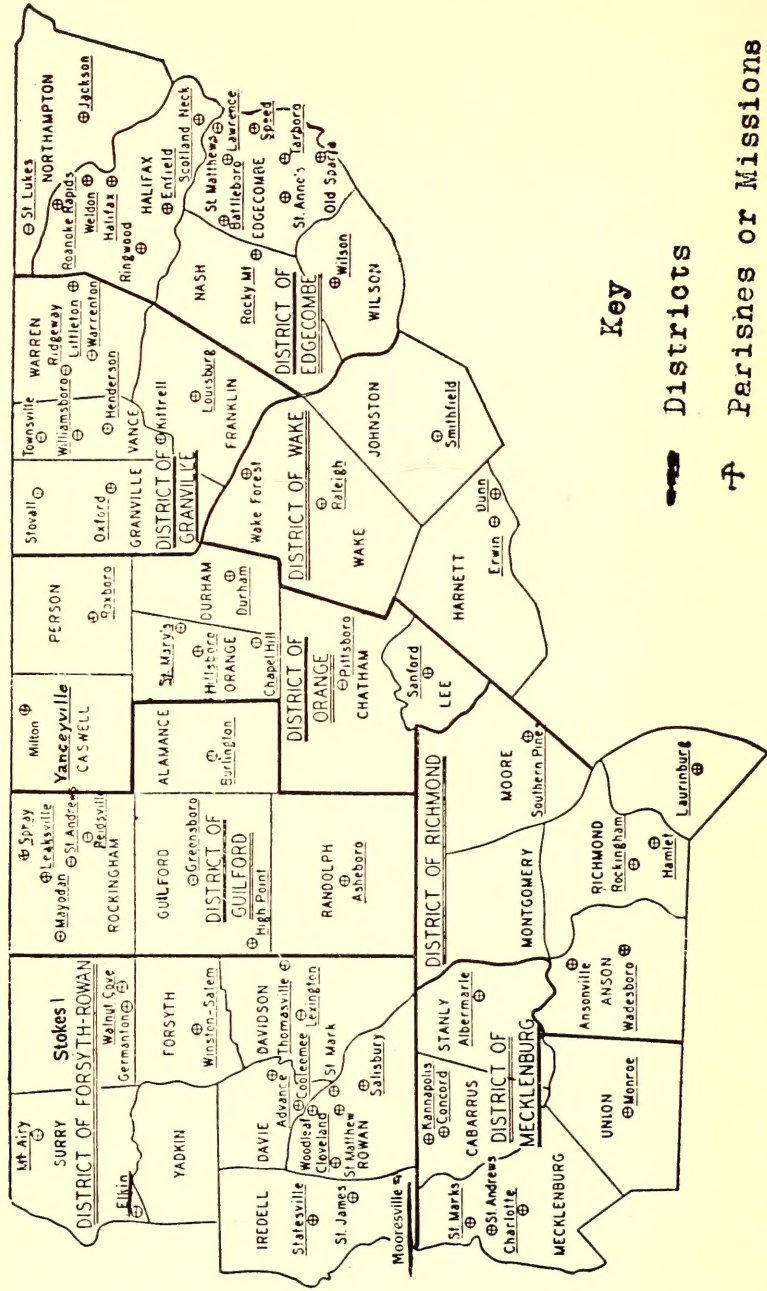 Mt Airy
SURRY
DISTRICT OF FORSYTH-ROWAN
Elkin
Stokes
Walnut Cove
Germanton
YADKIN
FORSYTH
Winston-Salem
IREDELL
Statesville
St. James
Mooresville
DAVIE
Advance
Cooleemee
Woodleaf
Cleveland
St Mark
St Matthew
ROWAN
Salisbury
DAVIDSON
Thomasville
Lexington
Spray
Leaksville
Mayodan
St Andrews
Reidsville
ROCKINGHAM
GUILFORD
Greensboro
DISTRICT OF
GUILFORD
High Point
RANDOLPH
Asheboro
Milton
Yanceyville
CASWELL
ALAMANCE
Burlington
PERSON
Roxboro
St. Mary's
Hillsboro
ORANGE
Chapel Hill
DURHAM
Durham
DISTRICT OF
ORANGE
Pittsboro
CHATHAM
Sanford
LEE
Stovall
Oxford
GRANVILLE
DISTRICT OF
GRANVILLE
Townsville
Williamsboro
Henderson
VANCE
Kittrell
WARREN
Ridgeway
Littleton
Warrenton
Louisburg
FRANKLIN
Wake Forest
DISTRICT OF WAKE
Raleigh
WAKE
JOHNSTON
Smithfield
HARNETT
Erwin
Dunn
St Lukes
NORTHAMPTON
Jackson
Roanoke Rapids
Weldon
Halifax
Ringwood
HALIFAX
Enfield
Scotland Neck
NASH
Rocky Mt
DISTRICT OF
EDGECOMBE
St Matthews
Lawrence
Battleboro
Speed
EDGECOMBE
Tarboro
St. Anne's
Old Sparta
Wilson
WILSON
St Marks
St Andrews
Charlotte
MECKLENBURG
Kannapolis
Concord
CABARRUS
DISTRICT OF
MECKLENBURG
STANLY
Albermarle
UNION
Monroe
DISTRICT OF RICHMOND
MONTGOMERY
MOORE
Southern Pines
Ansonville
ANSON
Wadesboro
RICHMOND
Rockingham
Hamlet
Laurinburg
Key
Districts
Parishes or Missions